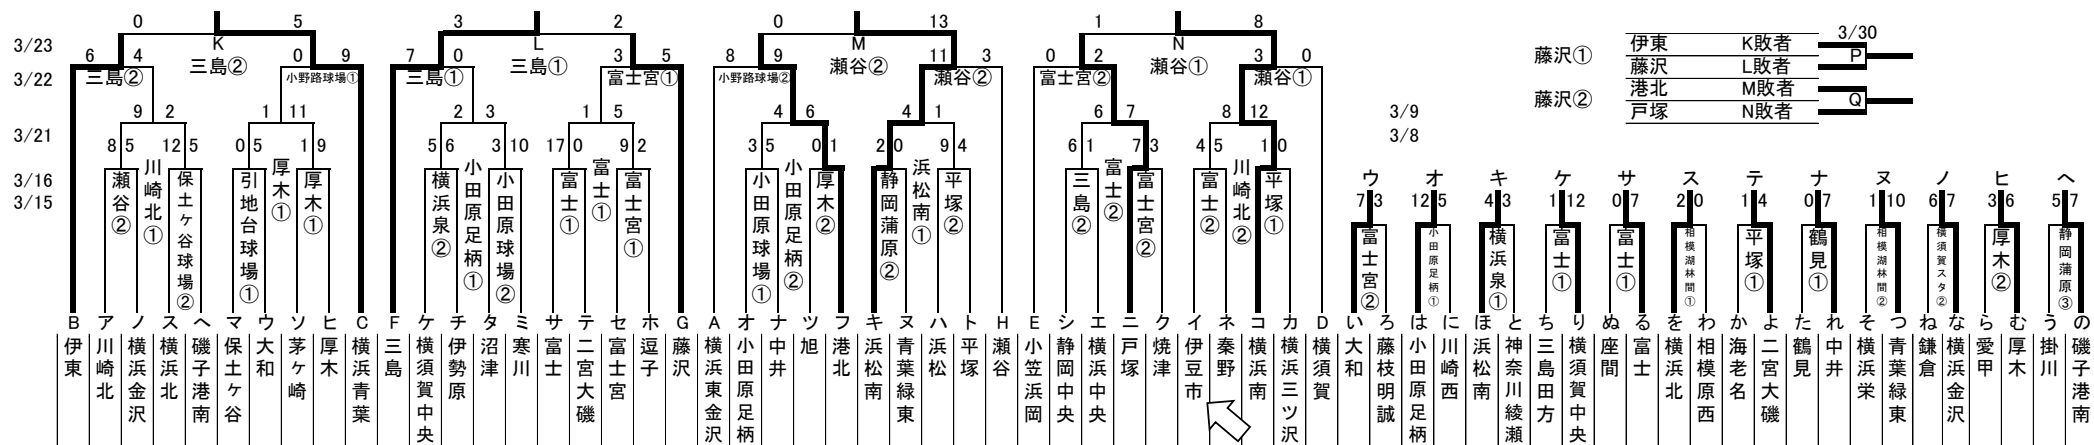 0 5 3 2 0 13 1 8
3/23 K L M N 3/30
6 4 0 9 7 0 3 5 8 9 11 3 0 2 3 0
三島② 三島② 小野路球場① 三島① 三島① 富士宮① 小野路球場② 瀬谷② 瀬谷② 富士宮② 瀬谷① 瀬谷①
藤沢① 伊東 K敗者 P
藤沢 L敗者
藤沢② 港北 M敗者 Q
戸塚 N敗者
3/22
9 2 1 11 2 3 1 5 4 6 4 1 6 7 8 12
3/9
3/8
3/21
8 5 12 5 0 5 1 9 5 6 3 10 17 0 9 2 3 5 0 1 2 0 9 4 6 1 7 3 4 5 1 0
3/16
3/15
瀬谷② 川崎北① 保土ヶ谷球場② 引地台球場① 厚木① 厚木① 横浜泉② 小田原足柄① 小田原球場② 富士① 富士① 富士宮① 小田原球場① 小田原足柄② 厚木② 静岡蒲原② 浜松南① 平塚② 三島② 富士② 富士宮② 富士② 川崎北② 平塚①
ウ オ キ ケ サ ス テ ナ ヌ ノ ヒ ヘ
7 3 12 5 4 3 1 12 0 7 2 0 1 4 0 7 1 10 6 7 3 6 5 7
富士宮② 小田原足柄① 横浜泉① 富士① 富士① 相模湖林間① 平塚① 鶴見① 相模湖林間② 横須賀スタ② 厚木② 静岡蒲原③
B 伊東
ア 川崎北
ノ 横浜金沢
ス 横浜北
ヘ 磯子港南
マ 保土ヶ谷
ウ 大和
ソ 茅ヶ崎
ヒ 厚木
C 横浜青葉
F 三島
ケ 横須賀中央
チ 伊勢原
タ 沼津
ミ 寒川
サ 富士
テ 二宮大磯
セ 富士宮
ホ 逗子
G 藤沢
A 横浜東金沢
オ 小田原足柄
ナ 中井
ツ 旭
フ 港北
キ 浜松南
ヌ 青葉緑東
ハ 浜松
ト 平塚
H 瀬谷
E 小笠浜岡
シ 静岡中央
エ 横浜中央
ニ 戸塚
ク 焼津
イ 伊豆市
ネ 秦野
コ 横浜南
カ 横浜三ツ沢
D 横須賀
い 大和
ろ 藤枝明誠
は 小田原足柄
に 川崎西
ほ 浜松南
と 神奈川綾瀬
ち 三島田方
り 横須賀中央
ぬ 座間
る 富士
を 横浜北
わ 相模原西
か 海老名
よ 二宮大磯
た 鶴見
れ 中井
そ 横浜栄
つ 青葉緑東
ね 鎌倉
な 横浜金沢
ら 愛甲
む 厚木
う 掛川
の 磯子港南